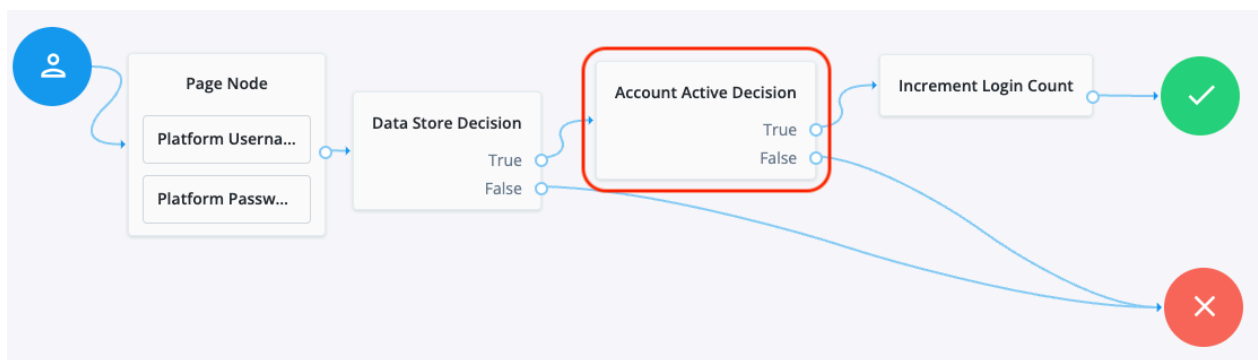 Page Node
Platform Userna...
Platform Passw...
Data Store Decision
True
False
Account Active Decision
True
False
Increment Login Count